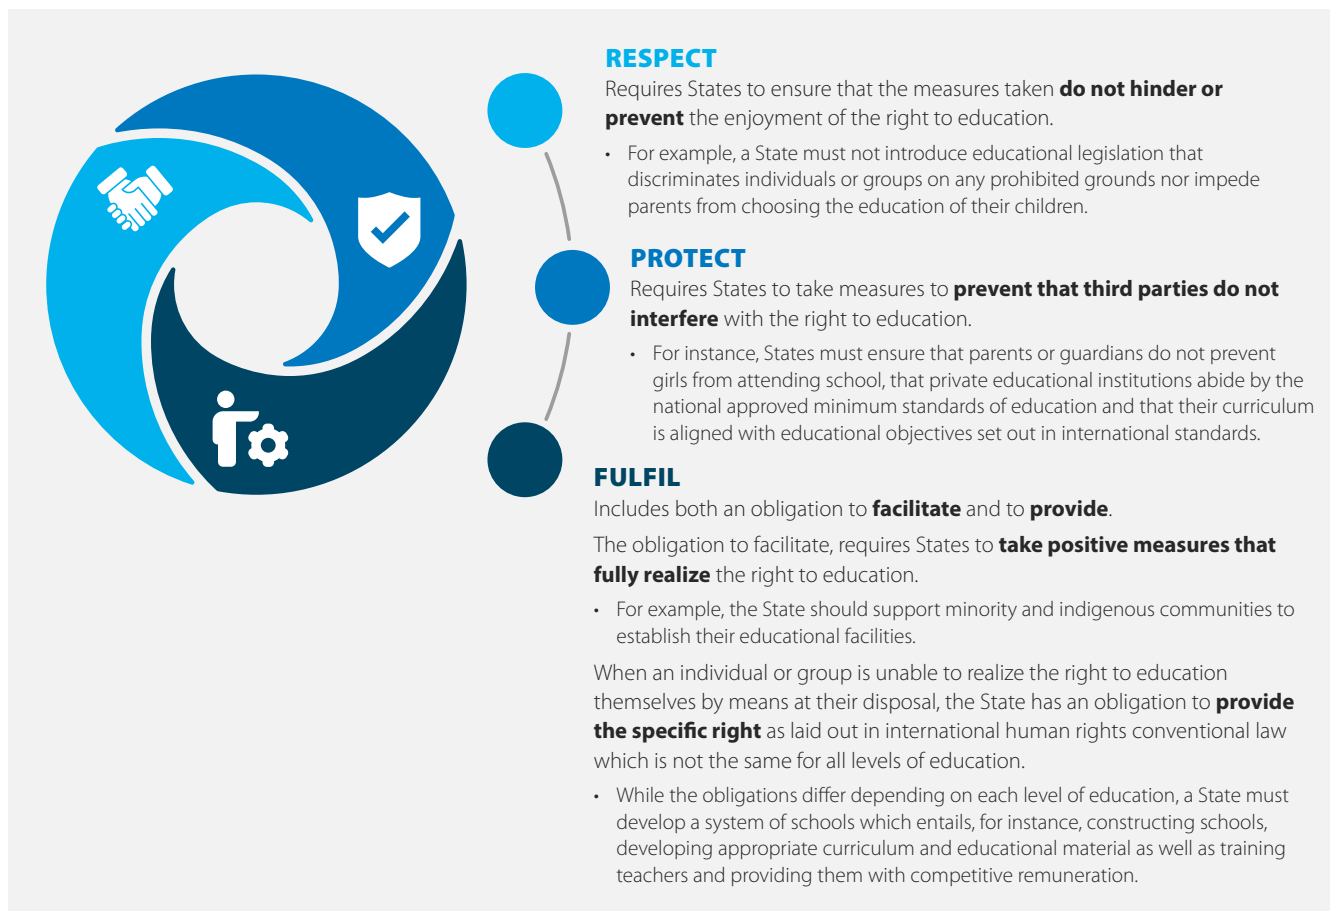 RESPECT
Requires States to ensure that the measures taken do not hinder or
prevent the enjoyment of the right to education.
• For example, a State must not introduce educational legislation that
discriminates individuals or groups on any prohibited grounds nor impede
parents from choosing the education of their children.
PROTECT
Requires States to take measures to prevent that third parties do not
interfere with the right to education.
• For instance, States must ensure that parents or guardians do not prevent
girls from attending school, that private educational institutions abide by the
national approved minimum standards of education and that their curriculum
is aligned with educational objectives set out in international standards.
FULFIL
Includes both an obligation to facilitate and to provide.
The obligation to facilitate, requires States to take positive measures that
fully realize the right to education.
• For example, the State should support minority and indigenous communities to
establish their educational facilities.
When an individual or group is unable to realize the right to education
themselves by means at their disposal, the State has an obligation to provide
the specific right as laid out in international human rights conventional law
which is not the same for all levels of education.
• While the obligations differ depending on each level of education, a State must
develop a system of schools which entails, for instance, constructing schools,
developing appropriate curriculum and educational material as well as training
teachers and providing them with competitive remuneration.